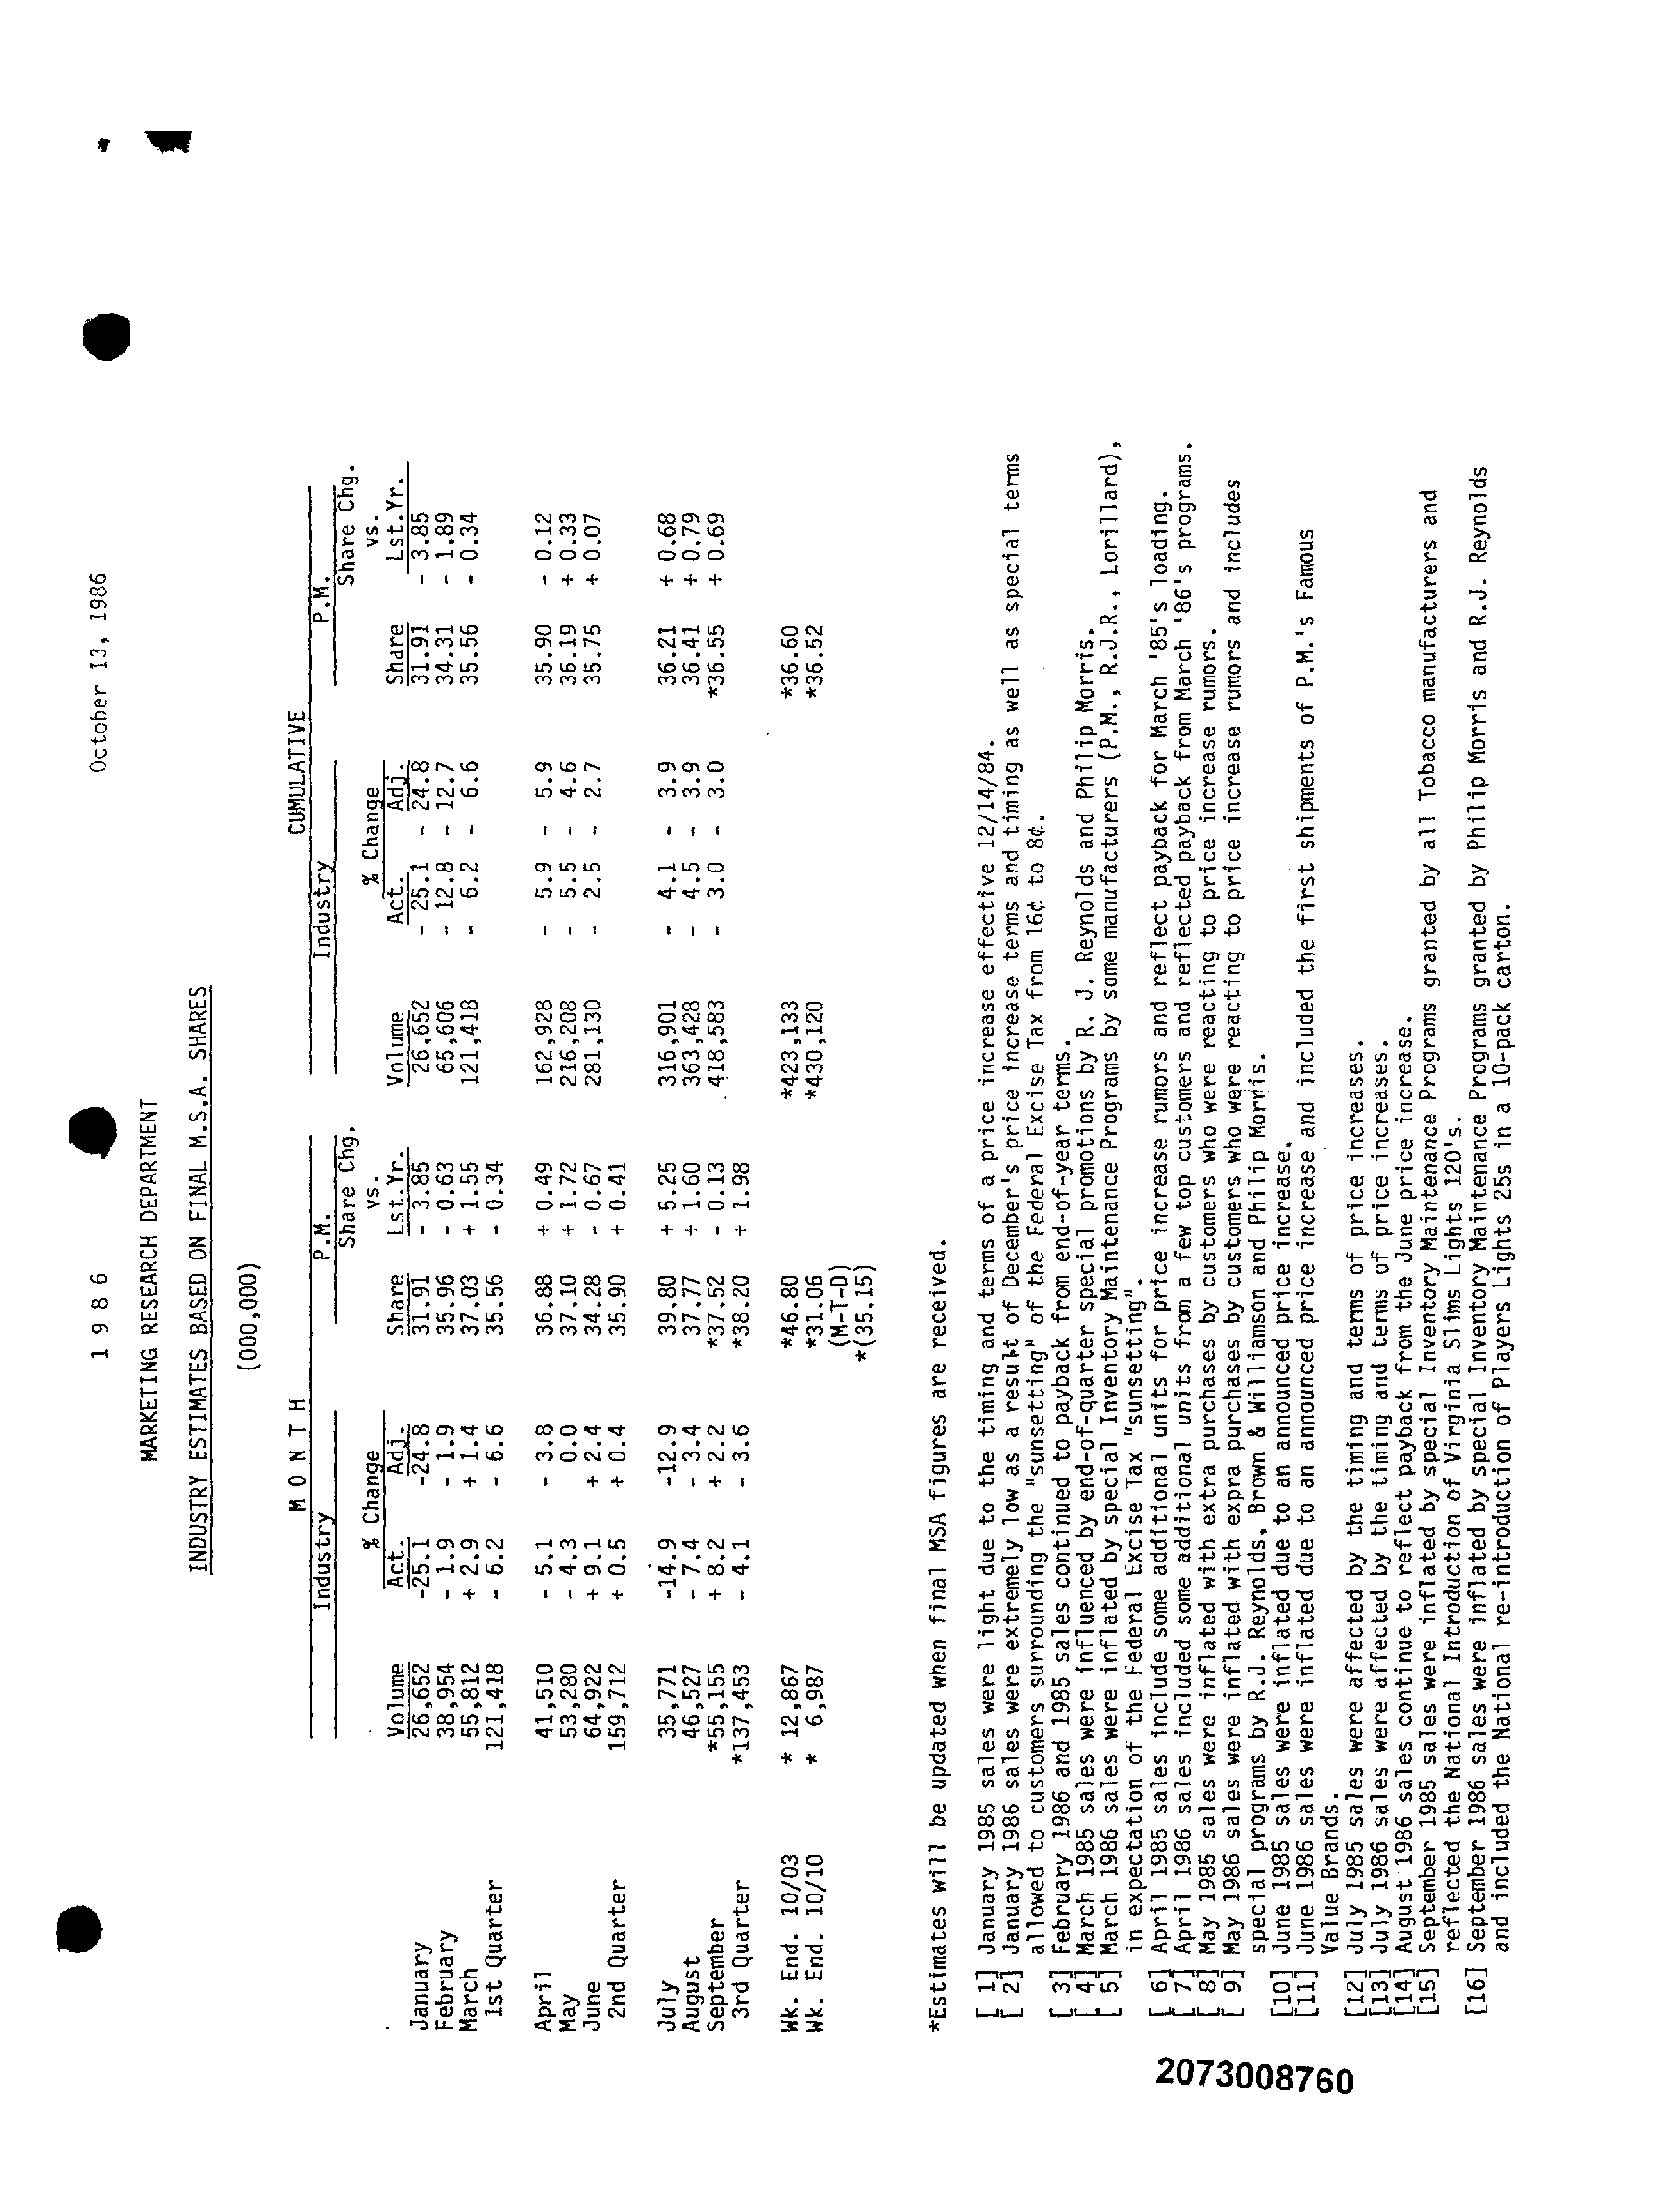 1 9 8 6
October 13, 1986
MARKETING RESEARCH DEPARTMENT
INDUSTRY ESTIMATES BASED ON FINAL M.S.A. SHARES
(000,000)
M O N T H CUMULATIVE
Industry P.M. Industry P.M.
Share Chg. Share Chg.
% Change vs. % Change vs.
Volume Act. Adj. Share Lst.Yr. Volume Act. Adj. Share Lst.Yr.
January 26,652 -25.1 -24.8 31.91 - 3.85 26,652 - 25.1 - 24.8 31.91 - 3.85
February 38,954 - 1.9 - 1.9 35.96 - 0.63 65,606 - 12.8 - 12.7 34.31 - 1.89
March 55,812 + 2.9 + 1.4 37.03 + 1.55 121,418 - 6.2 - 6.6 35.56 - 0.34
1st Quarter 121,418 - 6.2 - 6.6 35.56 - 0.34
April 41,510 - 5.1 - 3.8 36.88 + 0.49 162,928 - 5.9 - 5.9 35.90 - 0.12
May 53,280 - 4.3 0.0 37.10 + 1.72 216,208 - 5.5 - 4.6 36.19 + 0.33
June 64,922 + 9.1 + 2.4 34.28 - 0.67 281,130 - 2.5 - 2.7 35.75 + 0.07
2nd Quarter 159,712 + 0.5 + 0.4 35.90 + 0.41
July 35,771 -14.9 -12.9 39.80 + 5.25 316,901 - 4.1 - 3.9 36.21 + 0.68
August 46,527 - 7.4 - 3.4 37.77 + 1.60 363,428 - 4.5 - 3.9 36.41 + 0.79
September *55,155 + 8.2 + 2.2 *37.52 - 0.13 418,583 - 3.0 - 3.0 *36.55 + 0.69
3rd Quarter *137,453 - 4.1 - 3.6 *38.20 + 1.98
Wk. End. 10/03 * 12,867 *46.80 *423,133 *36.60
Wk. End. 10/10 * 6,987 *31.06 *430,120 *36.52
(M-T-D)
*(35.15)
*Estimates will be updated when final MSA figures are received.
[ 1] January 1985 sales were light due to the timing and terms of a price increase effective 12/14/84.
[ 2] January 1986 sales were extremely low as a result of December's price increase terms and timing as well as special terms
allowed to customers surrounding the "sunsetting" of the Federal Excise Tax from 16¢ to 8¢.
[ 3] February 1986 and 1985 sales continued to payback from end-of-year terms.
[ 4] March 1985 sales were influenced by end-of-quarter special promotions by R. J. Reynolds and Philip Morris.
[ 5] March 1986 sales were inflated by special Inventory Maintenance Programs by some manufacturers (P.M., R.J.R., Lorillard),
in expectation of the Federal Excise Tax "sunsetting".
[ 6] April 1985 sales include some additional units for price increase rumors and reflect payback for March '85's loading.
[ 7] April 1986 sales included some additional units from a few top customers and reflected payback from March '86's programs.
[ 8] May 1985 sales were inflated with extra purchases by customers who were reacting to price increase rumors.
[ 9] May 1986 sales were inflated with expra purchases by customers who were reacting to price increase rumors and includes
special programs by R.J. Reynolds, Brown & Williamson and Philip Morris.
[10] June 1985 sales were inflated due to an announced price increase.
[11] June 1986 sales were inflated due to an announced price increase and included the first shipments of P.M.'s Famous
Value Brands.
[12] July 1985 sales were affected by the timing and terms of price increases.
[13] July 1986 sales were affected by the timing and terms of price increases.
[14] August 1986 sales continue to reflect payback from the June price increase.
[15] September 1985 sales were inflated by special Inventory Maintenance Programs granted by all Tobacco manufacturers and
reflected the National Introduction of Virginia Slims Lights 120's.
[16] September 1986 sales were inflated by special Inventory Maintenance Programs granted by Philip Morris and R.J. Reynolds
and included the National re-introduction of Players Lights 25s in a 10-pack carton.
2073008760